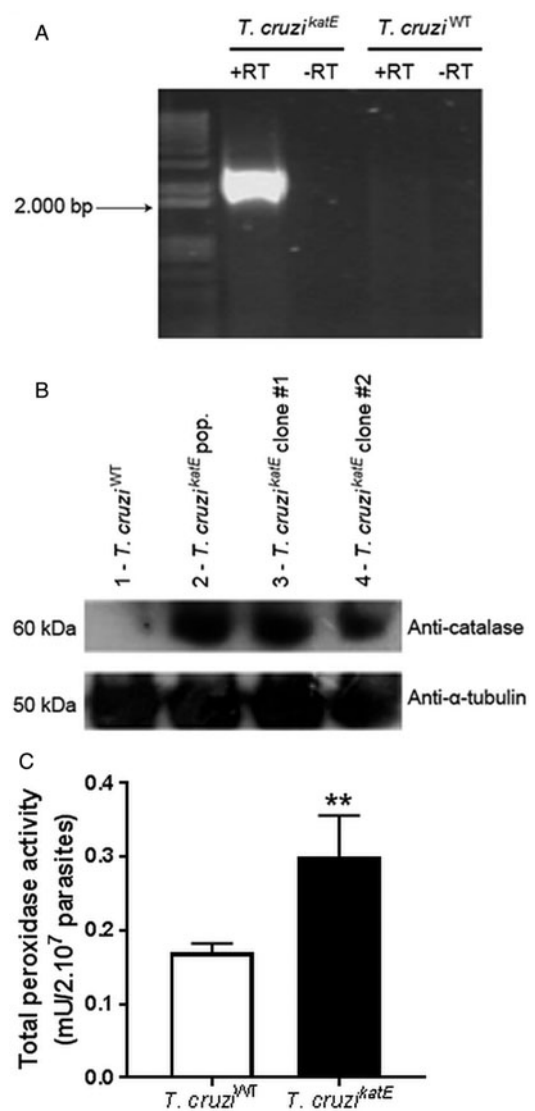 A
T. cruzi katE T. cruzi WT
+RT -RT +RT -RT
2.000 bp
B
1 - T. cruzi WT
2 - T. cruzi katE pop.
3 - T. cruzi katE clone #1
4 - T. cruzi katE clone #2
60 kDa Anti-catalase
50 kDa Anti-α-tubulin
C
Total peroxidase activity
(mU/2.10⁷ parasites)
0.4
0.3
0.2
0.1
0.0
**
T. cruzi WT T. cruzi katE